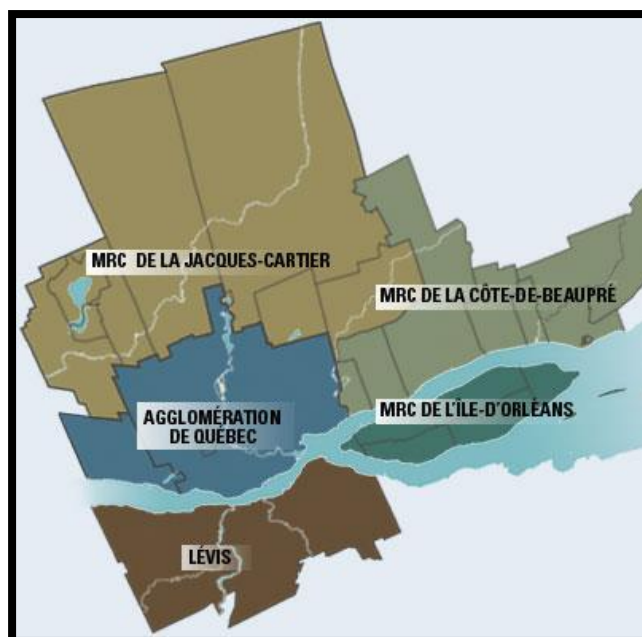 MRC DE LA JACQUES-CARTIER
MRC DE LA CÔTE-DE-BEAUPRÉ
AGGLOMÉRATION
DE QUÉBEC
MRC DE L'ÎLE-D'ORLÉANS
LÉVIS